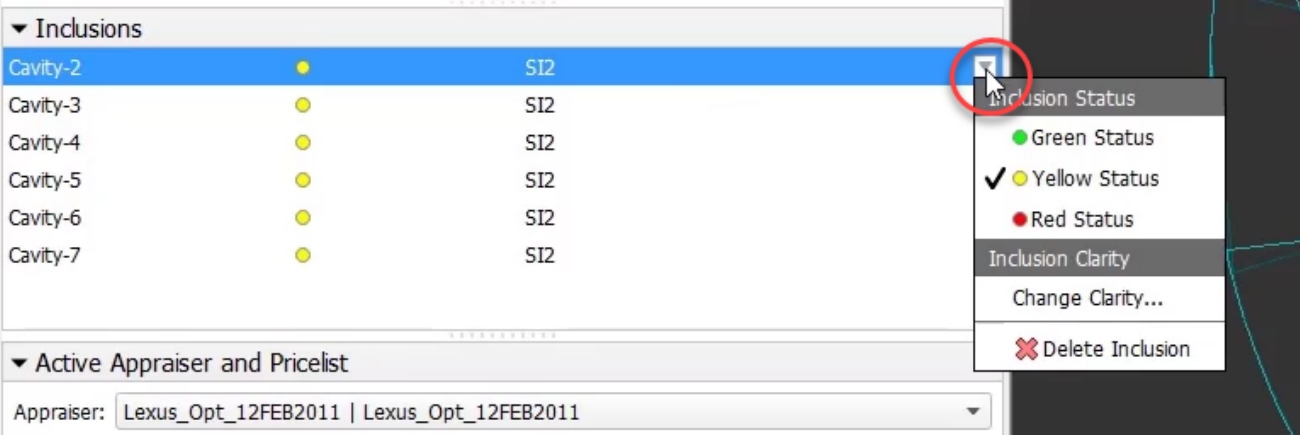 Inclusions
Cavity-2 SI2
Cavity-3 SI2
Cavity-4 SI2
Cavity-5 SI2
Cavity-6 SI2
Cavity-7 SI2
Inclusion Status
Green Status
Yellow Status
Red Status
Inclusion Clarity
Change Clarity...
Delete Inclusion
Active Appraiser and Pricelist
Appraiser: Lexus_Opt_12FEB2011 | Lexus_Opt_12FEB2011